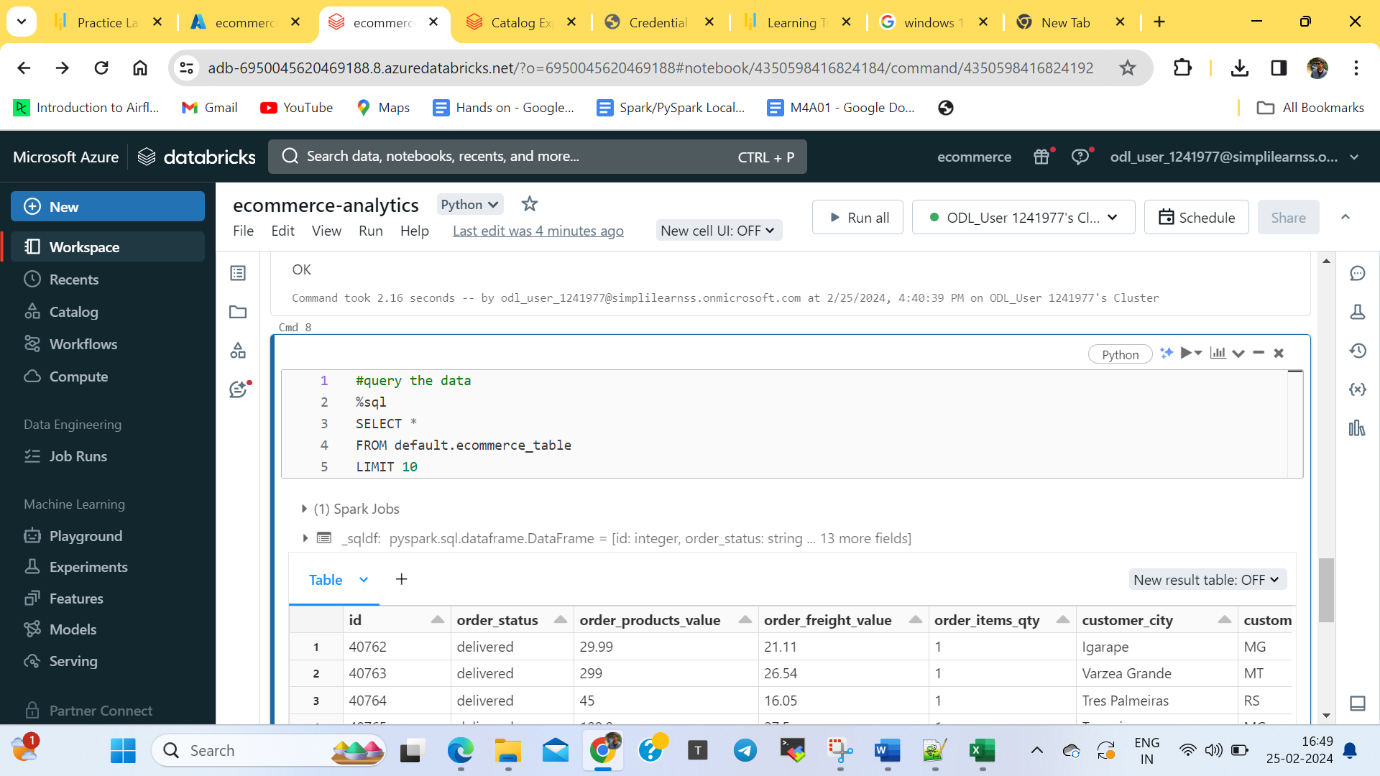 Practice La
ecommerc
ecommerc
Catalog Ex
Credential
Learning T
windows 1
New Tab
adb-6950045620469188.8.azuredatabricks.net/?o=6950045620469188#notebook/4350598416824184/command/4350598416824192
Introduction to Airfl...
Gmail
YouTube
Maps
Hands on - Google...
Spark/PySpark Local...
M4A01 - Google Do...
All Bookmarks
Microsoft Azure
databricks
Search data, notebooks, recents, and more...
CTRL + P
ecommerce
odl_user_1241977@simplilearnss.o...
New
Workspace
Recents
Catalog
Workflows
Compute
Data Engineering
Job Runs
Machine Learning
Playground
Experiments
Features
Models
Serving
Partner Connect
ecommerce-analytics
Python
File Edit View Run Help
Last edit was 4 minutes ago
New cell UI: OFF
Run all
ODL_User 1241977's Cl...
Schedule
Share
OK
Command took 2.16 seconds -- by odl_user_1241977@simplilearnss.onmicrosoft.com at 2/25/2024, 4:40:39 PM on ODL_User 1241977's Cluster
Cmd 8
Python
1 #query the data
2 %sql
3 SELECT *
4 FROM default.ecommerce_table
5 LIMIT 10
(1) Spark Jobs
_sqldf: pyspark.sql.dataframe.DataFrame = [id: integer, order_status: string ... 13 more fields]
Table
+
New result table: OFF
id order_status order_products_value order_freight_value order_items_qty customer_city custom
1 40762 delivered 29.99 21.11 1 Igarape MG
2 40763 delivered 299 26.54 1 Varzea Grande MT
3 40764 delivered 45 16.05 1 Tres Palmeiras RS
1
Search
ENG
IN
16:49
25-02-2024